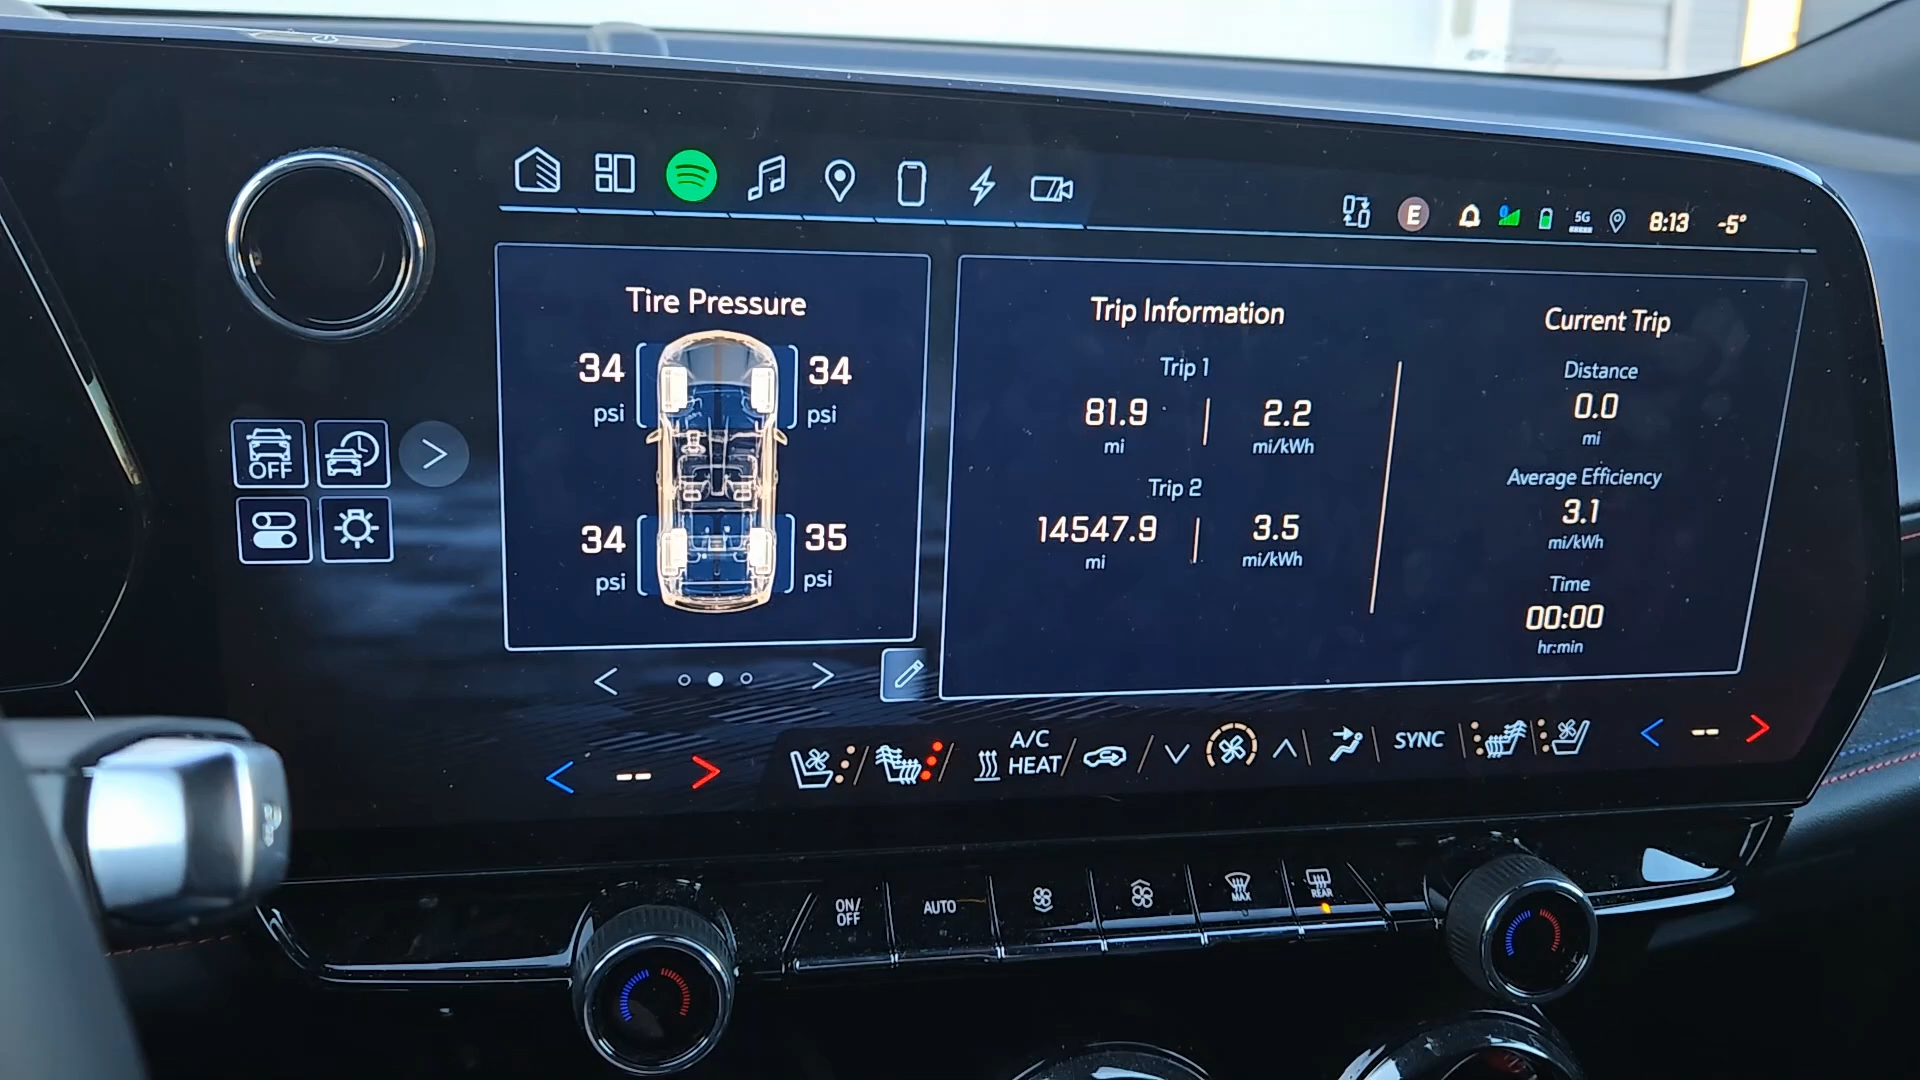 E
5G
8:13
-5°
Tire Pressure
34
psi
34
psi
34
psi
35
psi
Trip Information
Trip 1
81.9
mi
2.2
mi/kWh
Trip 2
14547.9
mi
3.5
mi/kWh
Current Trip
Distance
0.0
mi
Average Efficiency
3.1
mi/kWh
Time
00:00
hr:min
OFF
--
A/C
HEAT
SYNC
--
ON/
OFF
AUTO
MAX
REAR
P